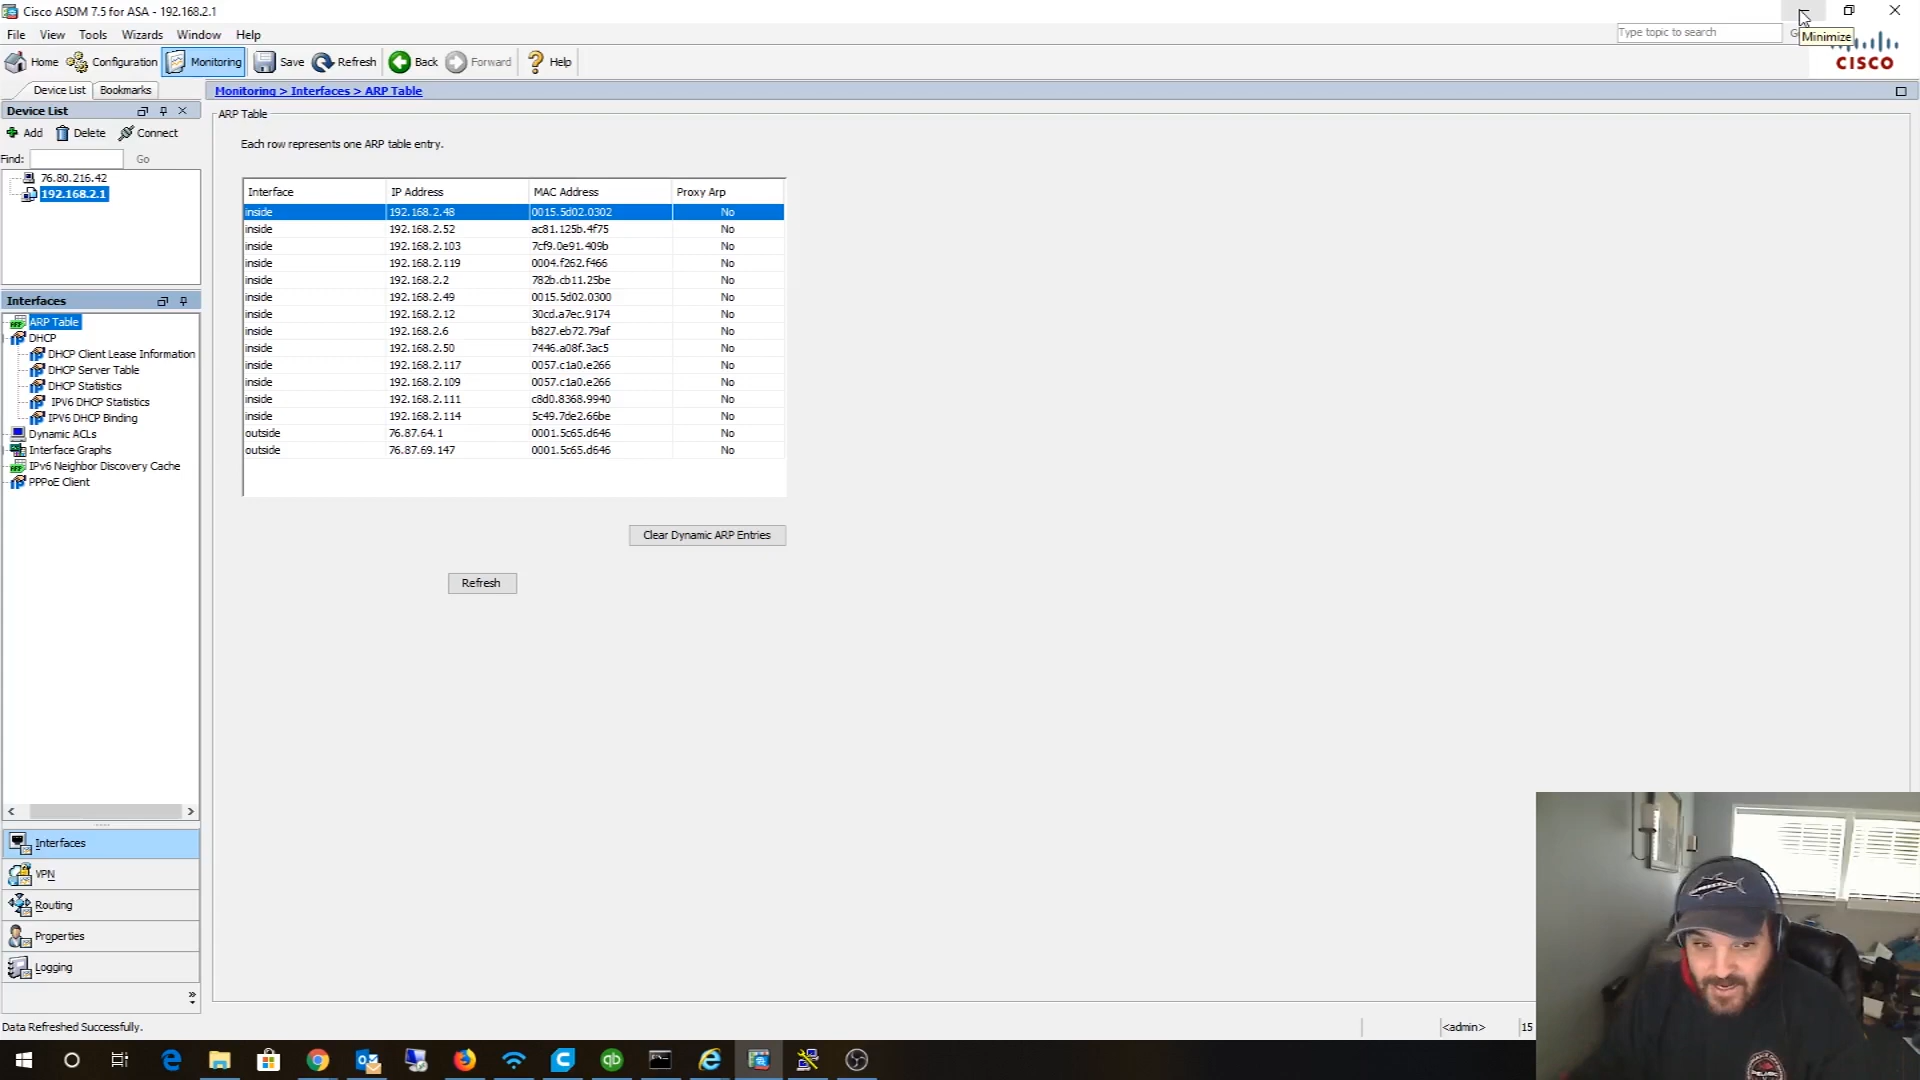 Cisco ASDM 7.5 for ASA - 192.168.2.1
File View Tools Wizards Window Help
Type topic to search
Minimize
Home Configuration Monitoring Save Refresh Back Forward Help
CISCO
Device List Bookmarks
Monitoring > Interfaces > ARP Table
Device List
Add Delete Connect
Find: Go
76.80.216.42
192.168.2.1
Interfaces
ARP Table
DHCP
DHCP Client Lease Information
DHCP Server Table
DHCP Statistics
IPV6 DHCP Statistics
IPV6 DHCP Binding
Dynamic ACLs
Interface Graphs
IPv6 Neighbor Discovery Cache
PPPoE Client
Interfaces
VPN
Routing
Properties
Logging
ARP Table
Each row represents one ARP table entry.
Interface IP Address MAC Address Proxy Arp
inside 192.168.2.48 0015.5d02.0302 No
inside 192.168.2.52 ac81.125b.4f75 No
inside 192.168.2.103 7cf9.0e91.409b No
inside 192.168.2.119 0004.f262.f466 No
inside 192.168.2.2 782b.cb11.25be No
inside 192.168.2.49 0015.5d02.0300 No
inside 192.168.2.12 30cd.a7ec.9174 No
inside 192.168.2.6 b827.eb72.79af No
inside 192.168.2.50 7446.a08f.3ac5 No
inside 192.168.2.117 0057.c1a0.e266 No
inside 192.168.2.109 0057.c1a0.e266 No
inside 192.168.2.111 c8d0.8368.9940 No
inside 192.168.2.114 5c49.7de2.66be No
outside 76.87.64.1 0001.5c65.d646 No
outside 76.87.69.147 0001.5c65.d646 No
Clear Dynamic ARP Entries
Refresh
Data Refreshed Successfully.
<admin> 15